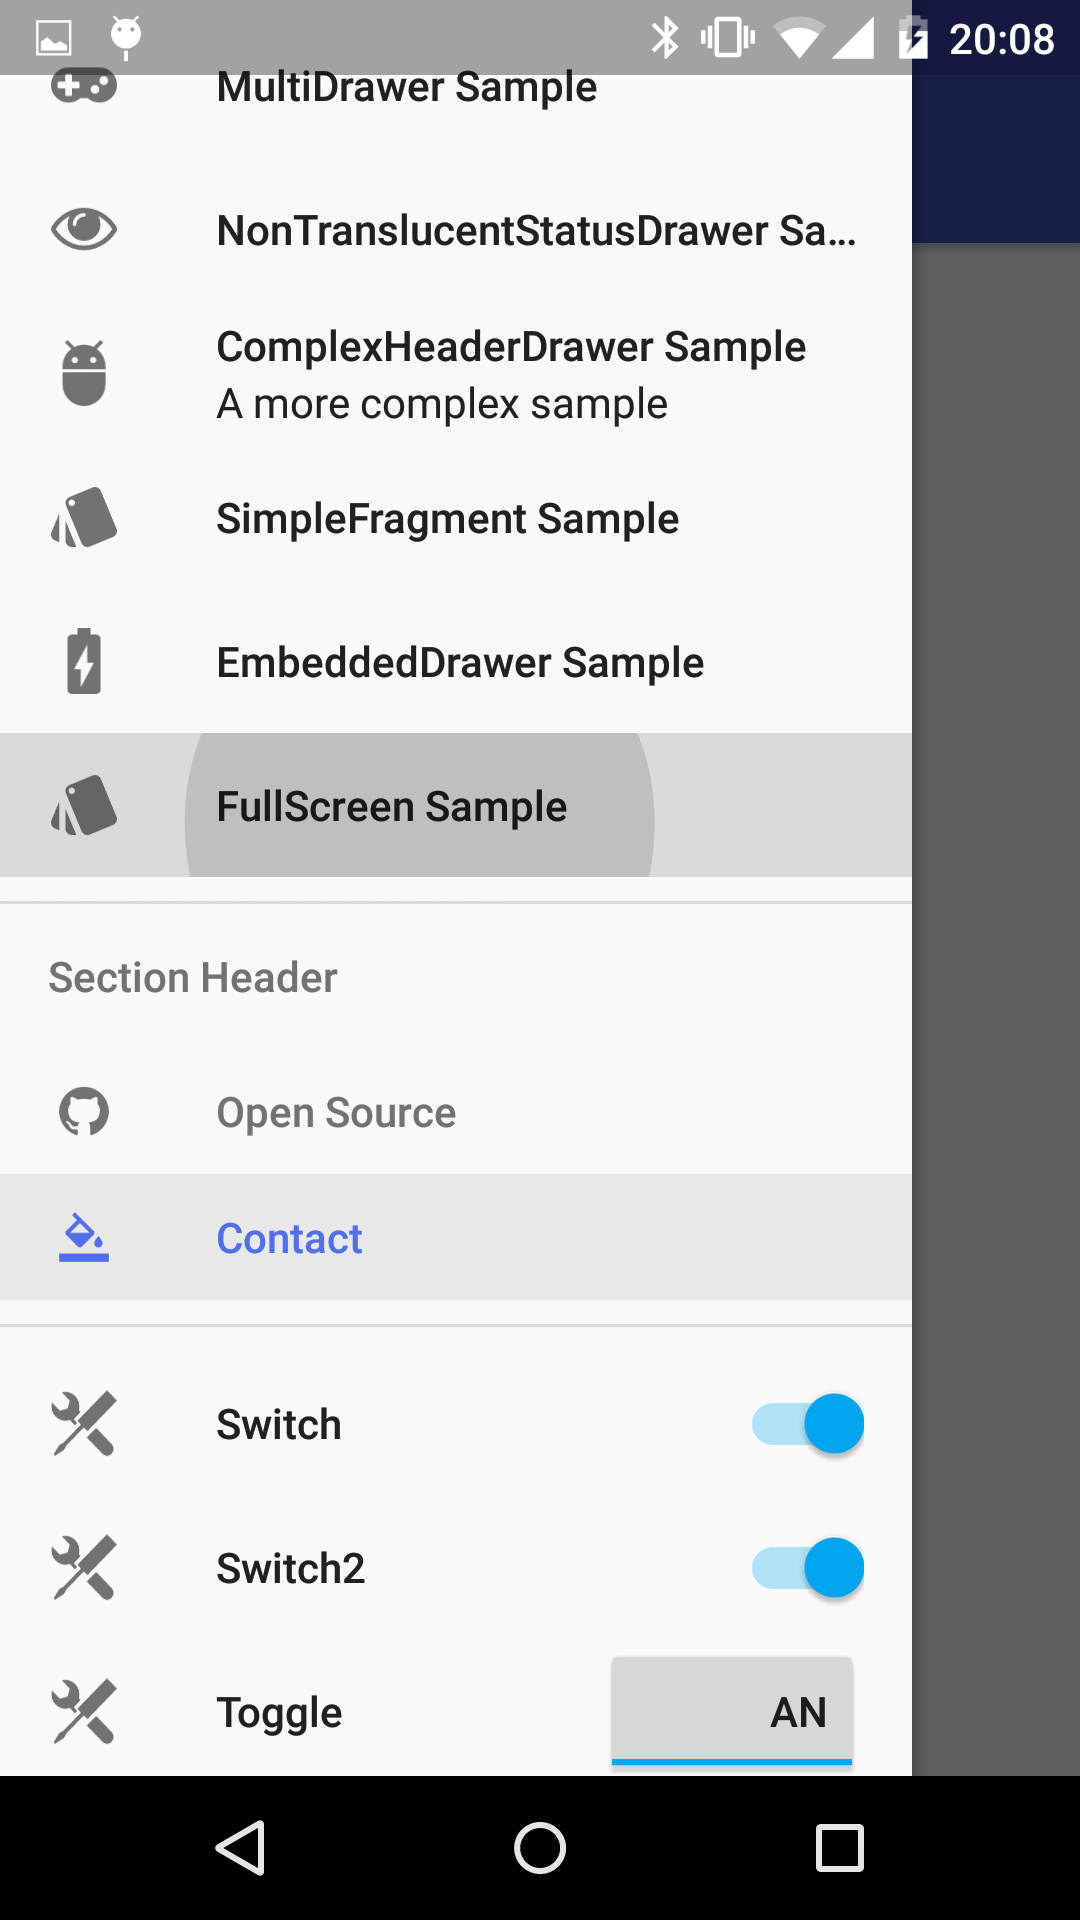 20:08
MultiDrawer Sample
NonTranslucentStatusDrawer Sa...
ComplexHeaderDrawer Sample
A more complex sample
SimpleFragment Sample
EmbeddedDrawer Sample
FullScreen Sample
Section Header
Open Source
Contact
Switch
Switch2
Toggle AN